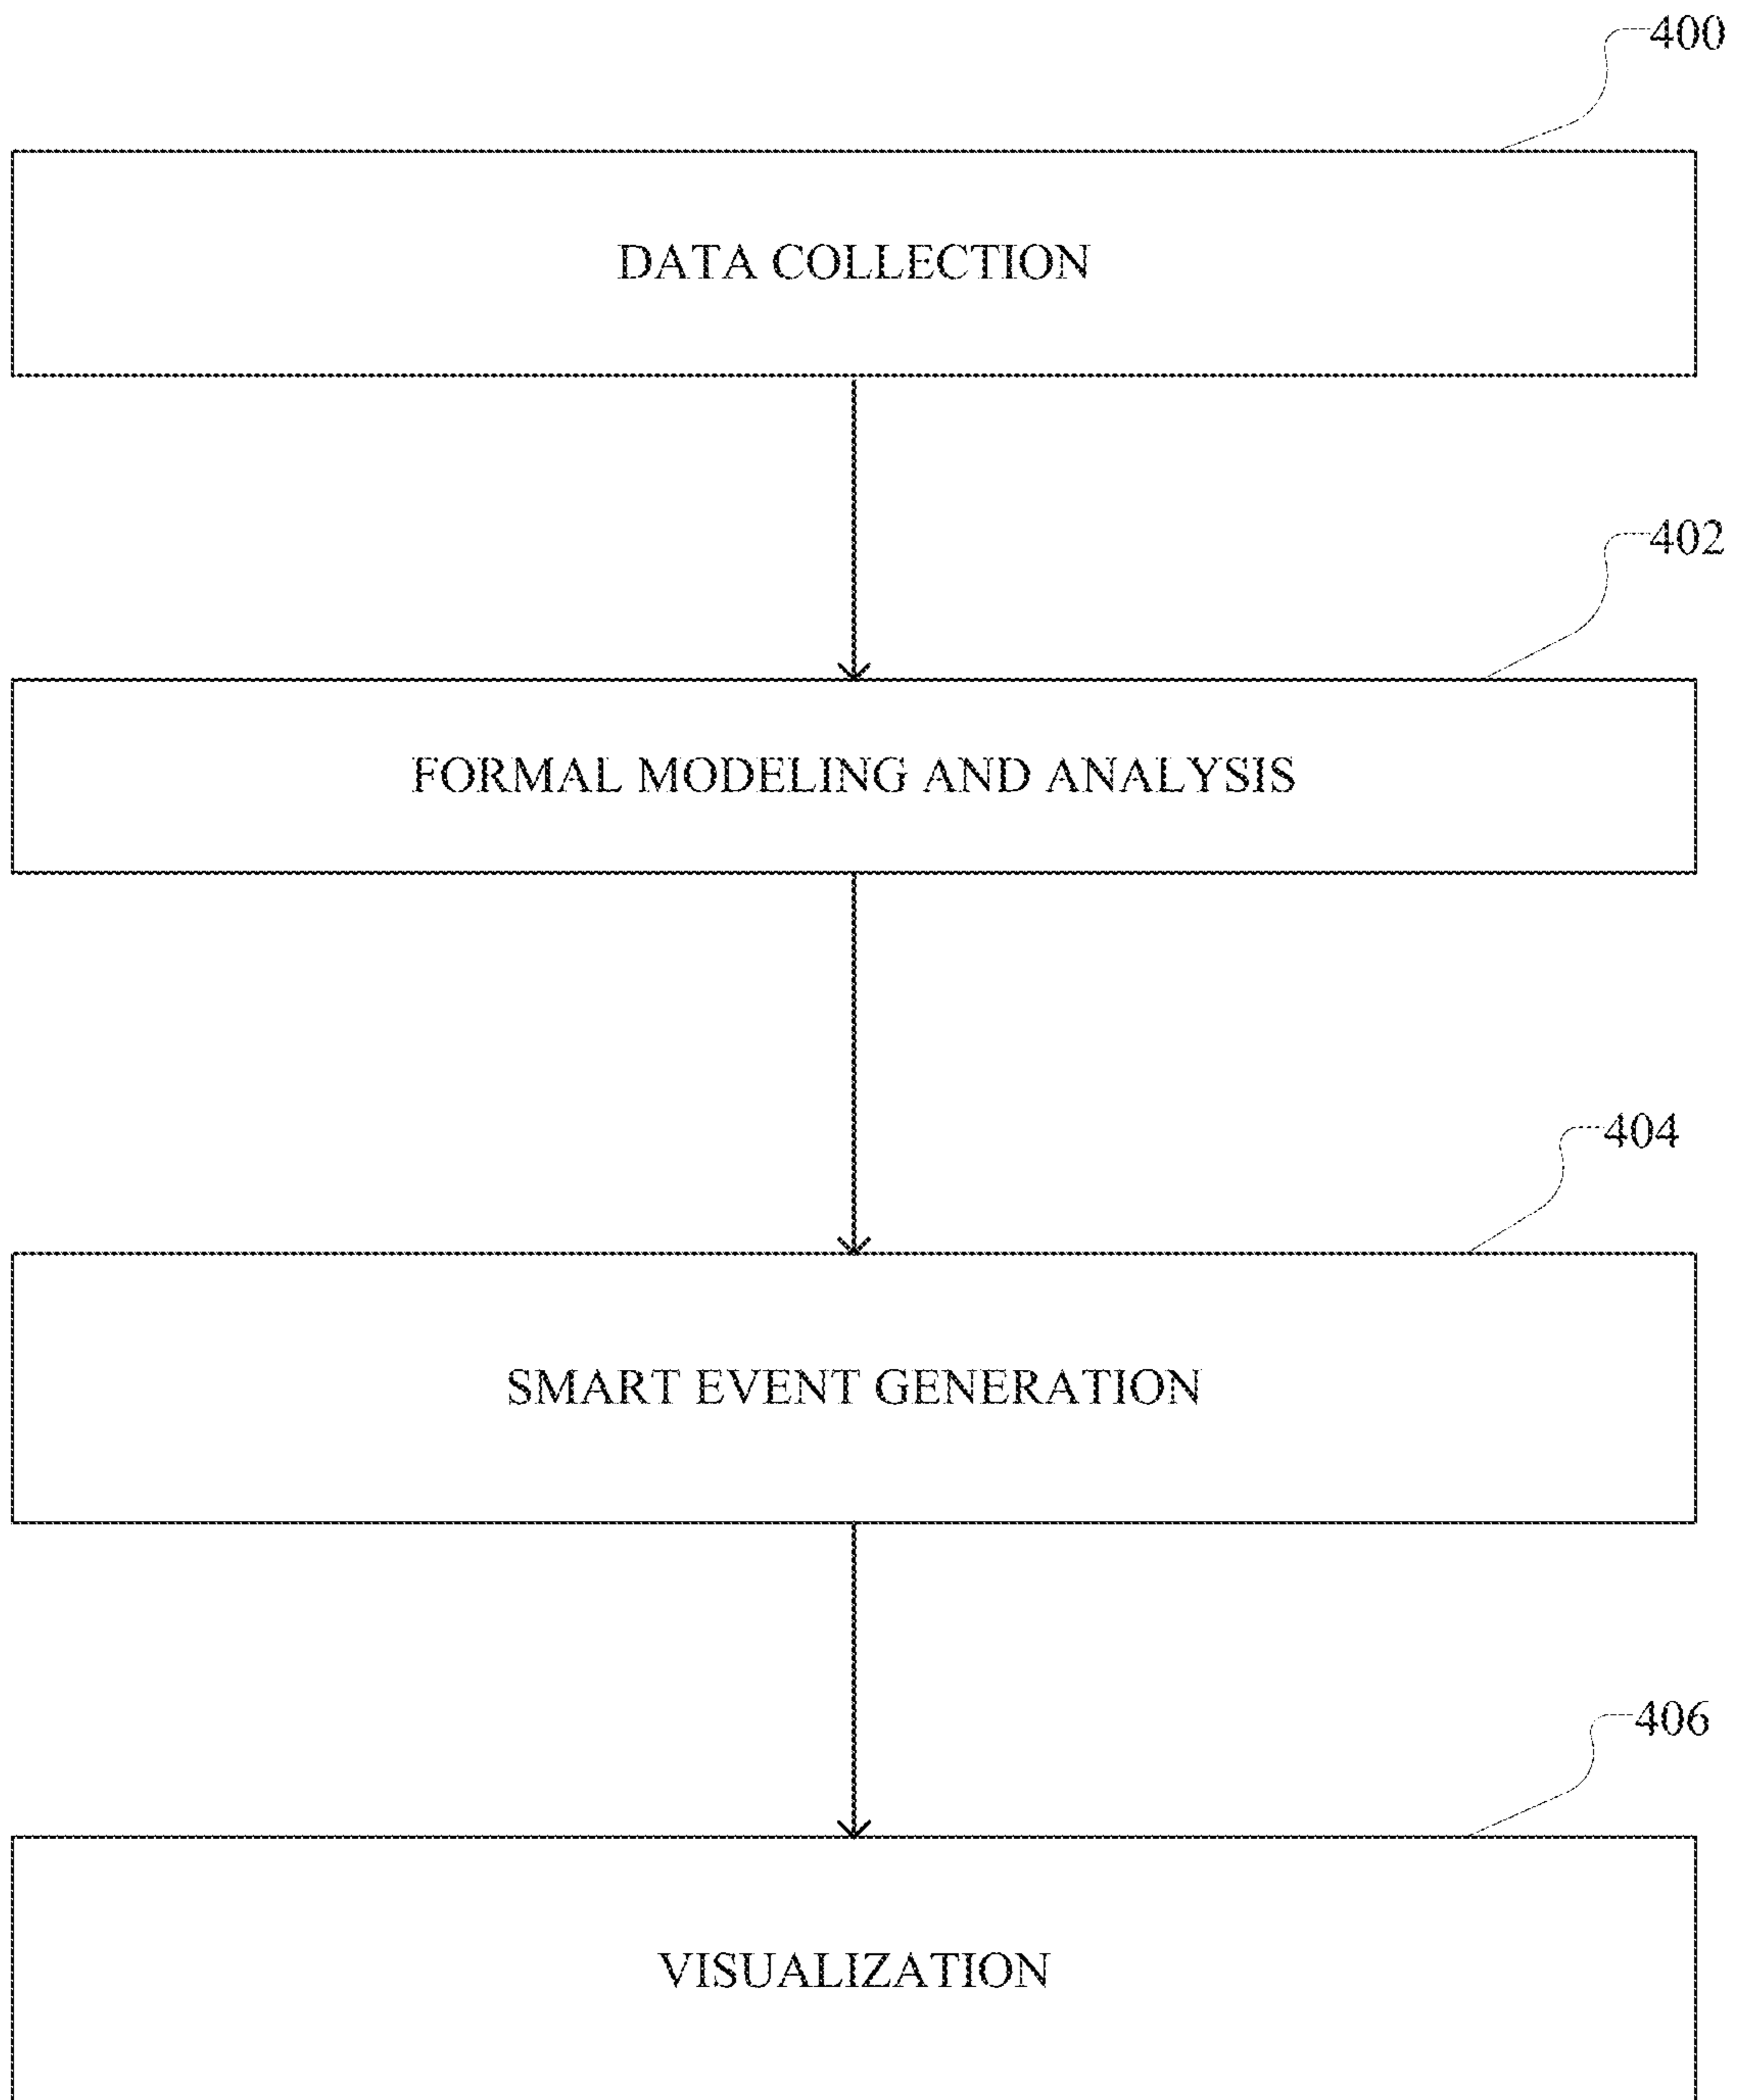 400
DATA COLLECTION
402
FORMAL MODELING AND ANALYSIS
404
SMART EVENT GENERATION
406
VISUALIZATION